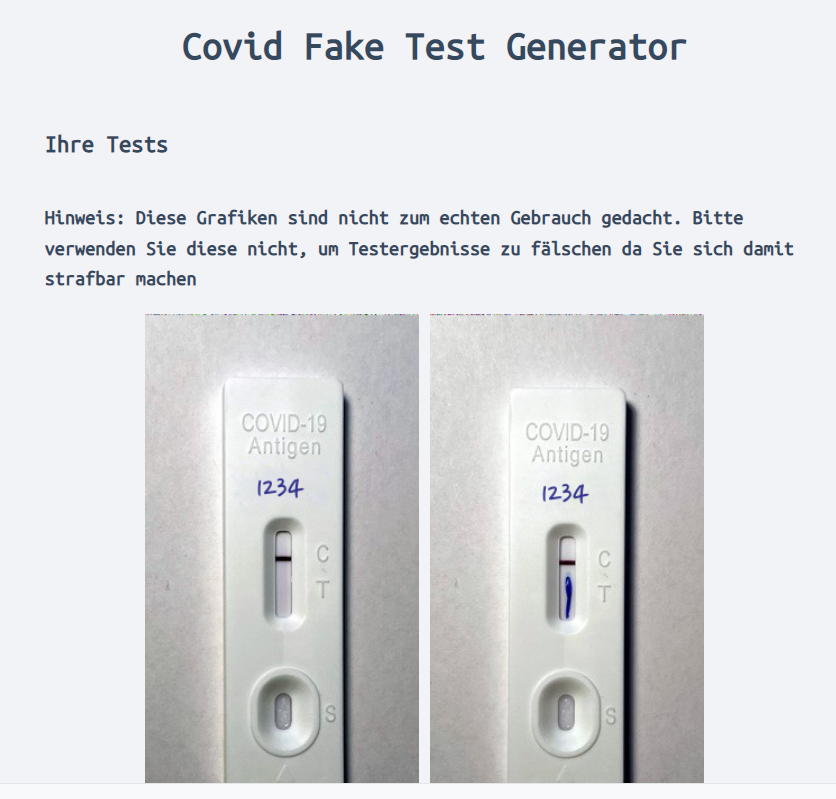 Covid Fake Test Generator
Ihre Tests
Hinweis: Diese Grafiken sind nicht zum echten Gebrauch gedacht. Bitte
verwenden Sie diese nicht, um Testergebnisse zu fälschen da Sie sich damit
strafbar machen
COVID-19
Antigen
1234
C
T
S
COVID-19
Antigen
1234
C
T
S